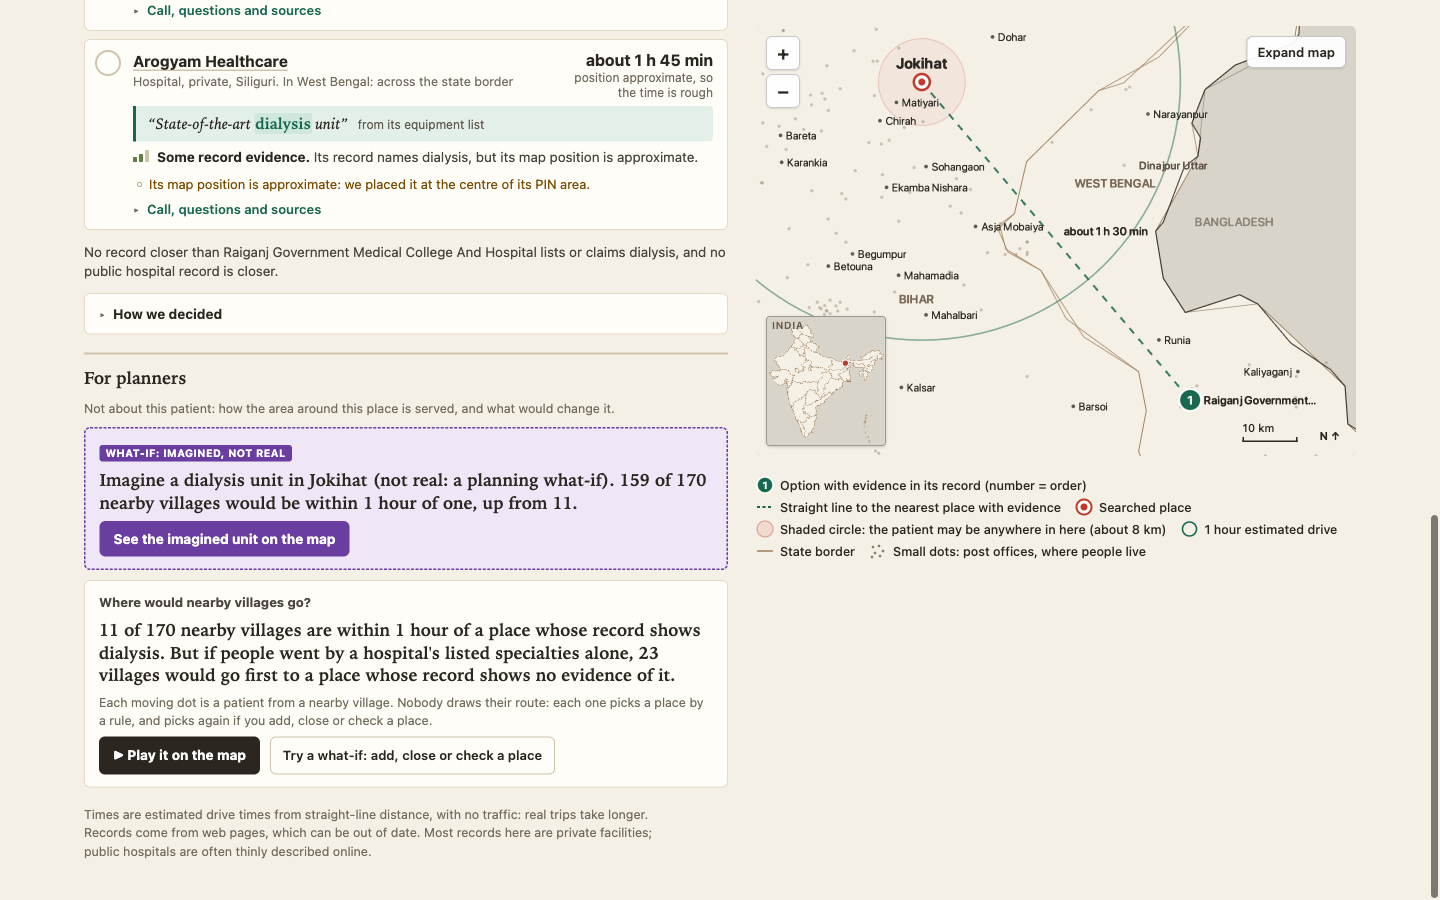 ▸ Call, questions and sources
Arogyam Healthcare
about 1 h 45 min
Hospital, private, Siliguri. In West Bengal: across the state border
position approximate, so
the time is rough
“State-of-the-art dialysis unit” from its equipment list
Some record evidence. Its record names dialysis, but its map position is approximate.
Its map position is approximate: we placed it at the centre of its PIN area.
▸ Call, questions and sources
No record closer than Raiganj Government Medical College And Hospital lists or claims dialysis, and no
public hospital record is closer.
▸ How we decided
For planners
Not about this patient: how the area around this place is served, and what would change it.
WHAT-IF: IMAGINED, NOT REAL
Imagine a dialysis unit in Jokihat (not real: a planning what-if). 159 of 170
nearby villages would be within 1 hour of one, up from 11.
See the imagined unit on the map
Where would nearby villages go?
11 of 170 nearby villages are within 1 hour of a place whose record shows
dialysis. But if people went by a hospital's listed specialties alone, 23
villages would go first to a place whose record shows no evidence of it.
Each moving dot is a patient from a nearby village. Nobody draws their route: each one picks a place by
a rule, and picks again if you add, close or check a place.
▶ Play it on the map
Try a what-if: add, close or check a place
Times are estimated drive times from straight-line distance, with no traffic: real trips take longer.
Records come from web pages, which can be out of date. Most records here are private facilities;
public hospitals are often thinly described online.
+
−
Expand map
Dohar
Jokihat
Matiyari
Chirah
Narayanpur
Bareta
Karankia
Sohangaon
Dinajpur Uttar
WEST BENGAL
Ekamba Nishara
BANGLADESH
Asja Mobaiya
about 1 h 30 min
Begumpur
Betouna
Mahamadia
BIHAR
Mahalbari
INDIA
Runia
Kaliyaganj
Kalsar
1 Raiganj Government...
Barsoi
10 km
N ↑
1 Option with evidence in its record (number = order)
Straight line to the nearest place with evidence
Searched place
Shaded circle: the patient may be anywhere in here (about 8 km)
1 hour estimated drive
State border
Small dots: post offices, where people live